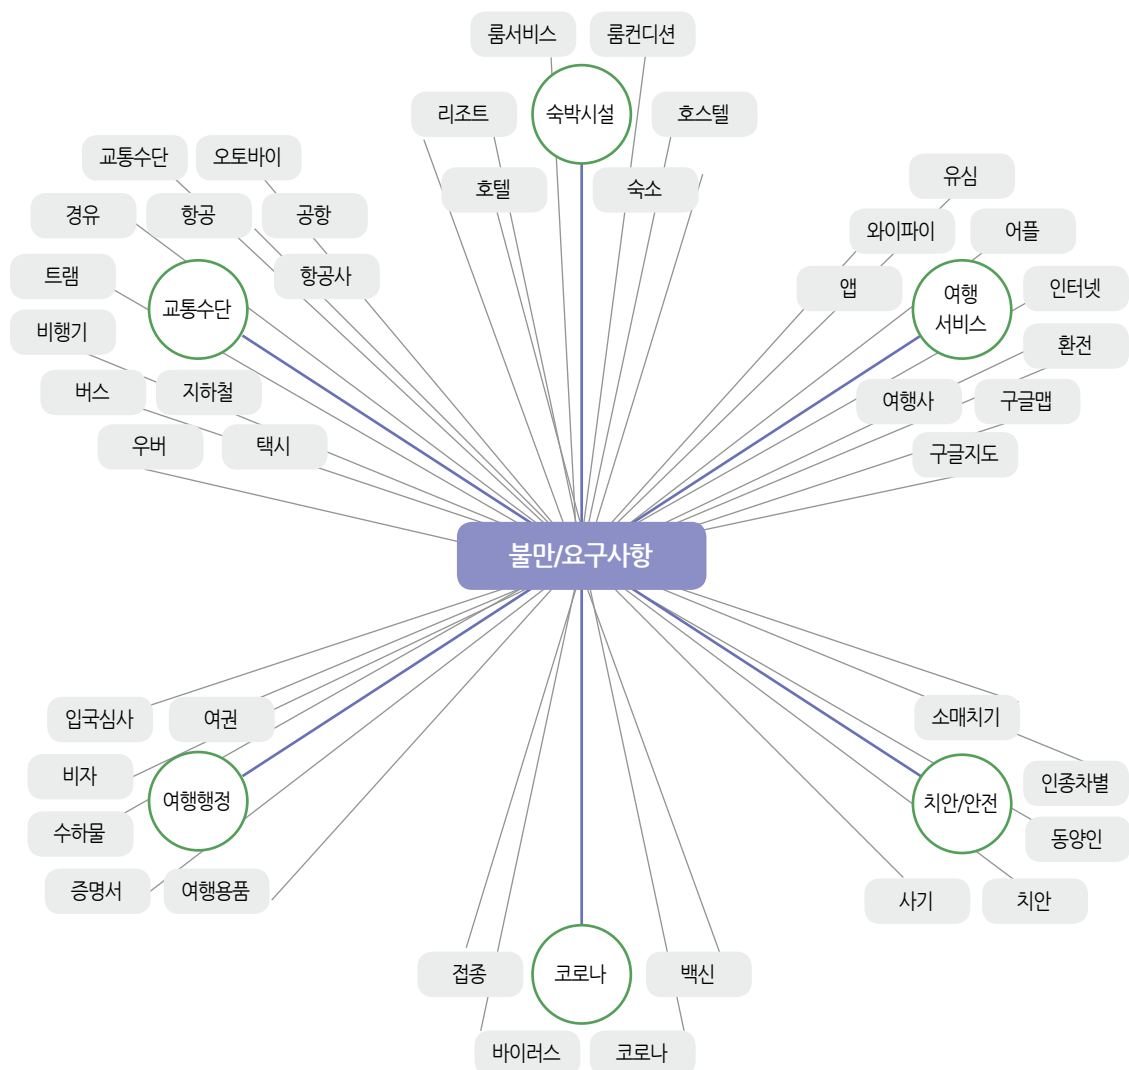 룸서비스
룸컨디션
리조트
숙박시설
호스텔
호텔
숙소
교통수단
오토바이
경유
항공
공항
트램
교통수단
항공사
비행기
버스
지하철
우버
택시
유심
와이파이
어플
앱
여행
서비스
인터넷
환전
여행사
구글맵
구글지도
불만/요구사항
입국심사
여권
비자
여행행정
수하물
증명서
여행용품
접종
코로나
백신
바이러스
코로나
소매치기
치안/안전
인종차별
동양인
사기
치안